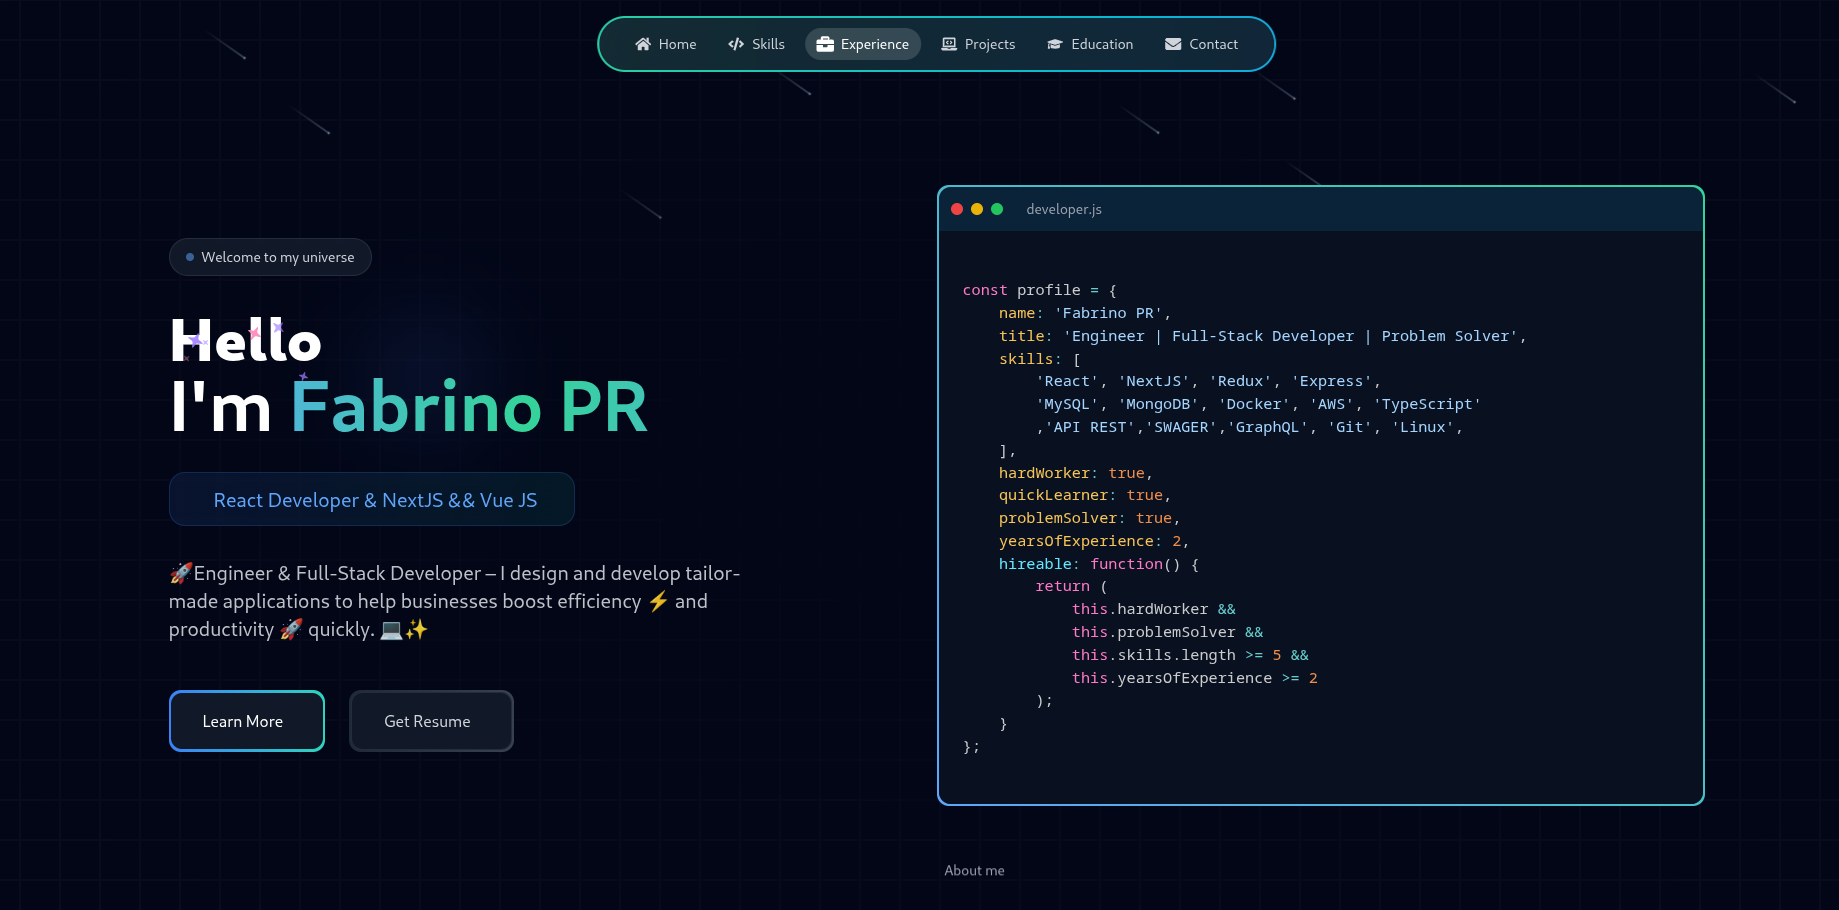 Home Skills Experience Projects Education Contact
Welcome to my universe
Hello
I'm Fabrino PR
React Developer & NextJS && Vue JS
🚀Engineer & Full-Stack Developer – I design and develop tailor-
made applications to help businesses boost efficiency ⚡ and
productivity 🚀 quickly. 💻✨
Learn More
Get Resume
developer.js
const profile = {
    name: 'Fabrino PR',
    title: 'Engineer | Full-Stack Developer | Problem Solver',
    skills: [
        'React', 'NextJS', 'Redux', 'Express',
        'MySQL', 'MongoDB', 'Docker', 'AWS', 'TypeScript'
        ,'API REST','SWAGER','GraphQL', 'Git', 'Linux',
    ],
    hardWorker: true,
    quickLearner: true,
    problemSolver: true,
    yearsOfExperience: 2,
    hireable: function() {
        return (
            this.hardWorker &&
            this.problemSolver &&
            this.skills.length >= 5 &&
            this.yearsOfExperience >= 2
        );
    }
};
About me